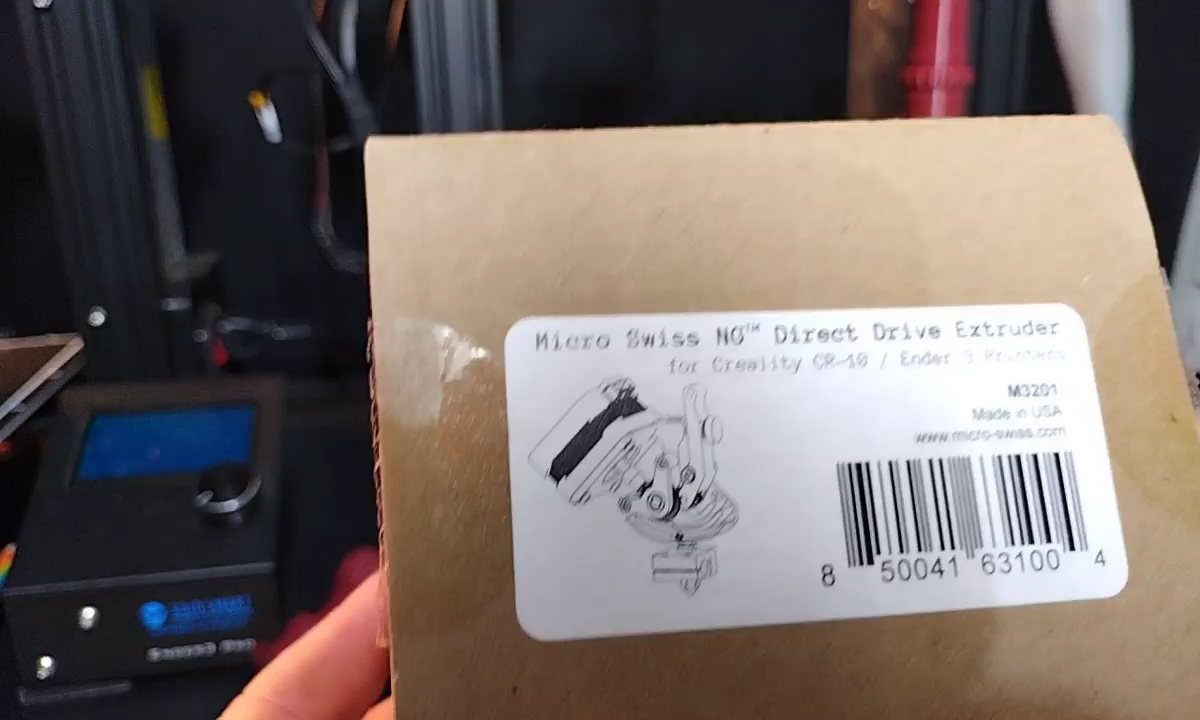 Micro Swiss NG™ Direct Drive Extruder
for Creality CR-10 / Ender 3 Printers
M3201
Made in USA
www.micro-swiss.com
8 50041 63100 4